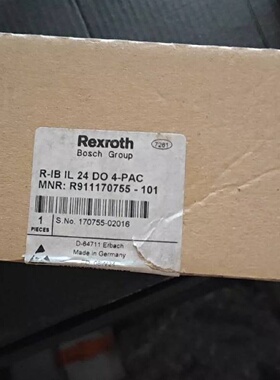 Rexroth
Bosch Group
7261
R-IB IL 24 DO 4-PAC
MNR: R911170755 - 101
1
PIECES
S.No. 170755-02016
D-64711 Erbach
Made in Germany